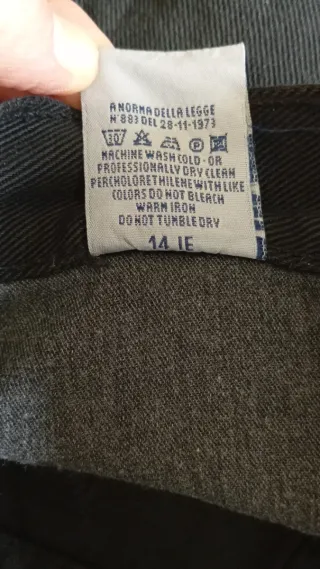 A NORMA DELLA LEGGE
N°883 DEL 28-11-1973
30° P
MACHINE WASH COLD-OR
PROFESSIONALLY DRY CLEAN
PERCHOLORETHILENE WITH LIKE
COLORS DO NOT BLEACH
WARM IRON
DO NOT TUMBLE DRY
14 IE